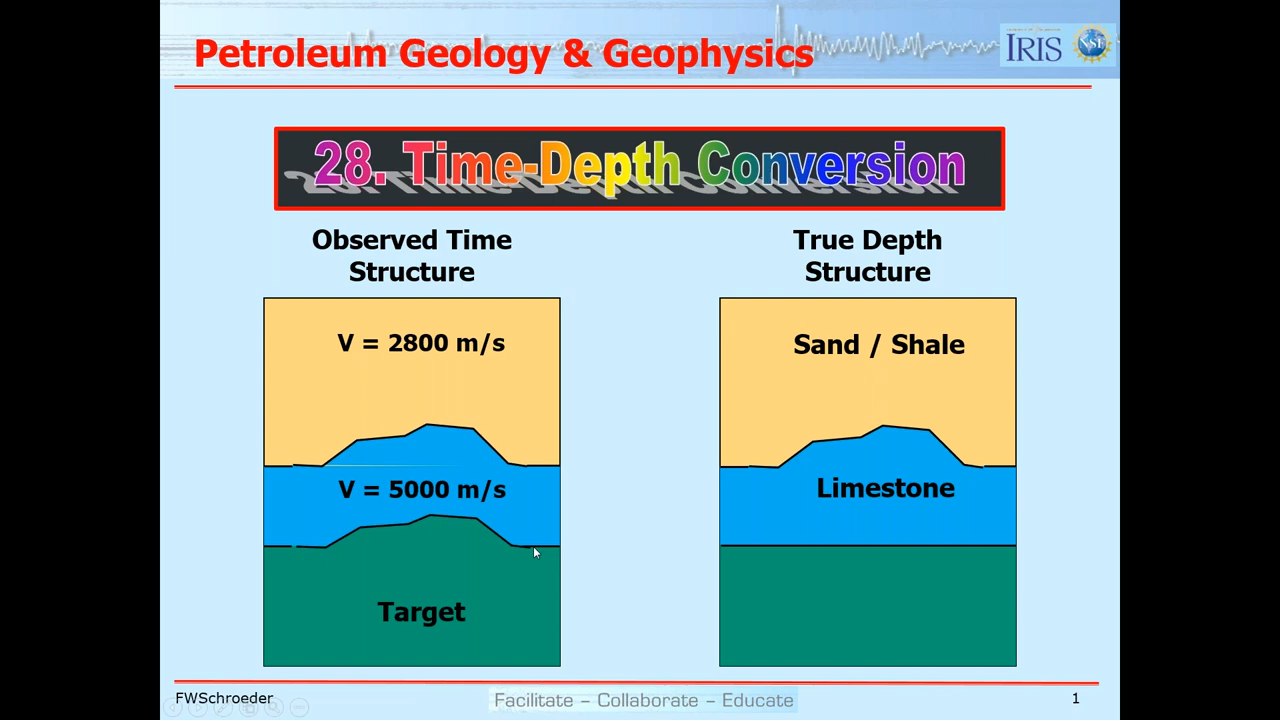 Petroleum Geology & Geophysics
IRIS
NSF
28. Time-Depth Conversion
Observed Time
Structure
True Depth
Structure
V = 2800 m/s
Sand / Shale
V = 5000 m/s
Limestone
Target
FWSchroeder
Facilitate – Collaborate – Educate
1